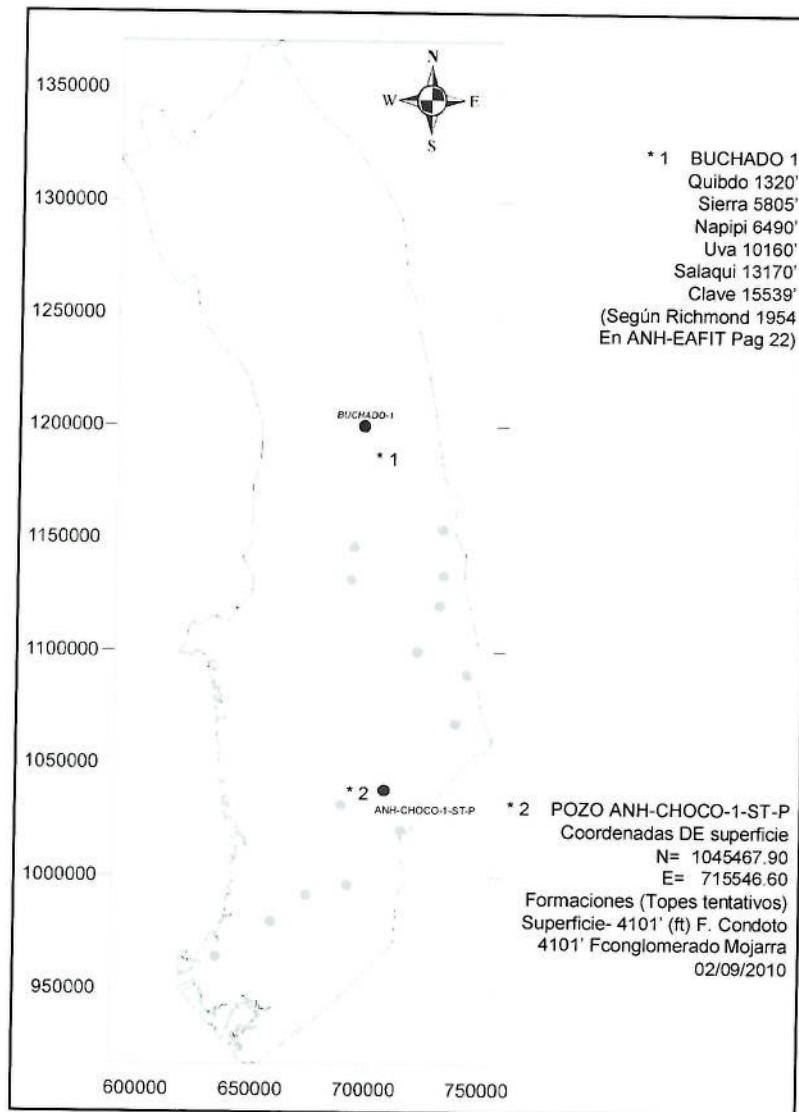 N
W E
S
1350000
1300000
1250000
1200000
1150000
1100000
1050000
1000000
950000
600000 650000 700000 750000
BUCHADO-1
* 1
* 2
ANH-CHOCO-1-ST-P
* 1 BUCHADO 1
Quibdo 1320'
Sierra 5805'
Napipi 6490'
Uva 10160'
Salaqui 13170'
Clave 15539'
(Según Richmond 1954
En ANH-EAFIT Pag 22)
* 2 POZO ANH-CHOCO-1-ST-P
Coordenadas DE superficie
N= 1045467.90
E= 715546.60
Formaciones (Topes tentativos)
Superficie- 4101' (ft) F. Condoto
4101' Fconglomerado Mojarra
02/09/2010